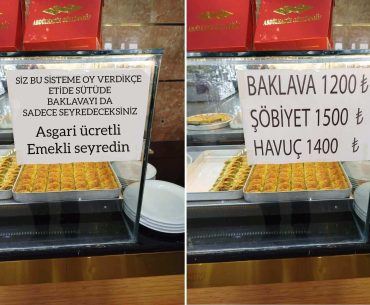 SİZ BU SİSTEME OY VERDİKÇE
ETİDE SÜTÜDE
BAKLAVAYI DA
SADECE SEYREDECEKSİNİZ
Asgari ücretli
Emekli seyredin
BAKLAVA 1200 ₺
ŞÖBİYET 1500 ₺
HAVUÇ 1400 ₺